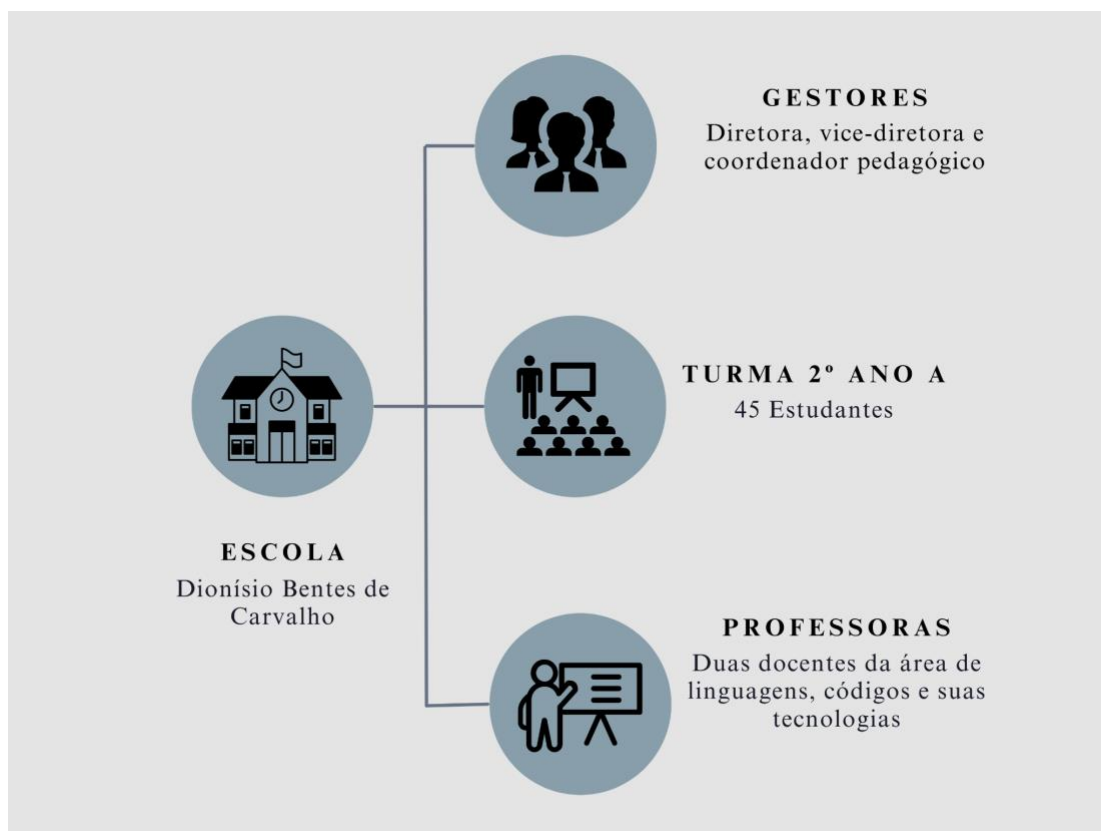 GESTORES
Diretora, vice-diretora e
coordenador pedagógico
TURMA 2º ANO A
45 Estudantes
ESCOLA
Dionísio Bentes de
Carvalho
PROFESSORAS
Duas docentes da área de
linguagens, códigos e suas
tecnologias